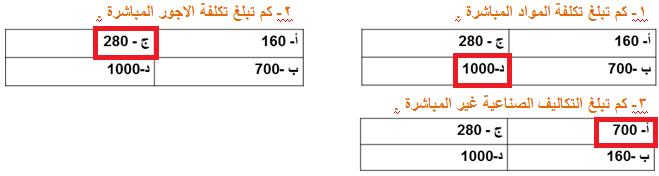 ١- كم تبلغ تكلفة المواد المباشرة .
أ- 160 ج - 280
ب -700 د-1000
٢- كم تبلغ تكلفة الاجور المباشرة .
أ- 160 ج - 280
ب -700 د-1000
٣- كم تبلغ التكاليف الصناعية غير المباشرة .
أ- 700 ج - 280
ب -160 د-1000